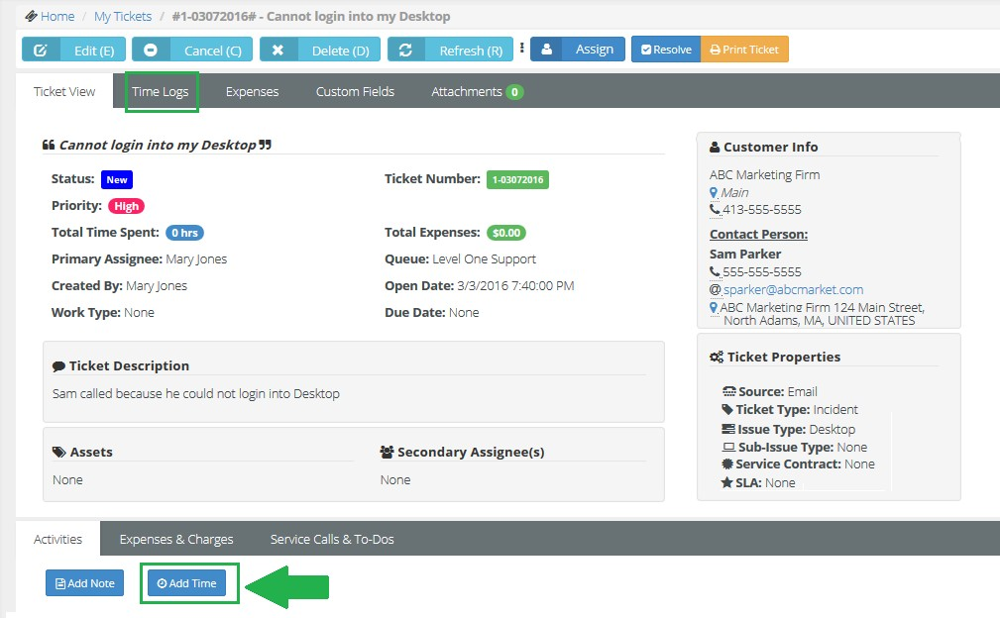 Home / My Tickets / #1-03072016# - Cannot login into my Desktop
Edit (E) Cancel (C) Delete (D) Refresh (R) Assign Resolve Print Ticket
Ticket View Time Logs Expenses Custom Fields Attachments 0
Cannot login into my Desktop
Status: New Ticket Number: 1-03072016
Priority: High
Total Time Spent: 0 hrs Total Expenses: $0.00
Primary Assignee: Mary Jones Queue: Level One Support
Created By: Mary Jones Open Date: 3/3/2016 7:40:00 PM
Work Type: None Due Date: None
Ticket Description
Sam called because he could not login into Desktop
Assets Secondary Assignee(s)
None None
Customer Info
ABC Marketing Firm
Main
413-555-5555
Contact Person:
Sam Parker
555-555-5555
@ sparker@abcmarket.com
ABC Marketing Firm 124 Main Street,
North Adams, MA, UNITED STATES
Ticket Properties
Source: Email
Ticket Type: Incident
Issue Type: Desktop
Sub-Issue Type: None
Service Contract: None
SLA: None
Activities Expenses & Charges Service Calls & To-Dos
Add Note Add Time